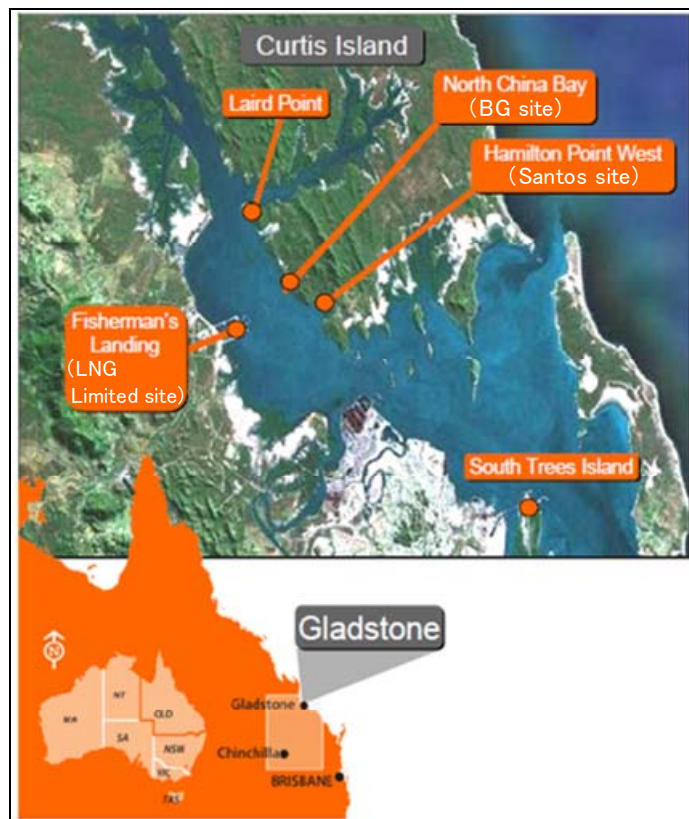 Curtis Island
North China Bay
(BG site)
Laird Point
Hamilton Point West
(Santos site)
Fisherman's
Landing
(LNG
Limited site)
South Trees Island
Gladstone
N
NT
WA
QLD
SA
NSW
VIC
TAS
Gladstone
Chinchilla
BRISBANE